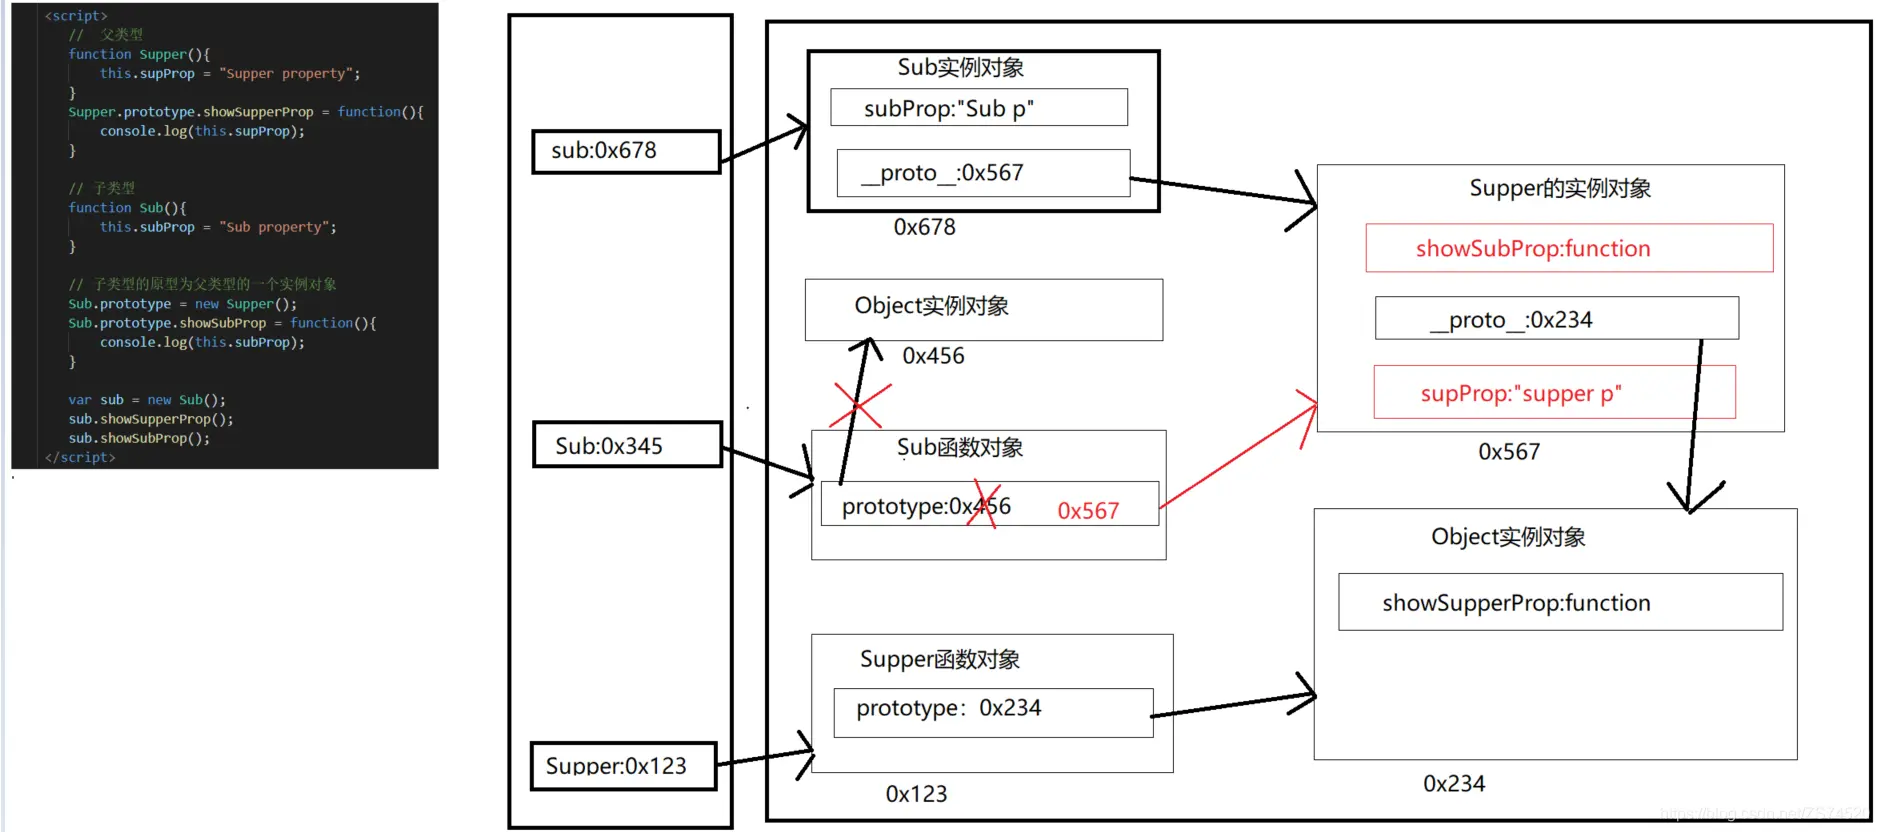 <script>
// 父类型
function Supper(){
this.supProp = "Supper property";
}
Supper.prototype.showSupperProp = function(){
console.log(this.supProp);
}
// 子类型
function Sub(){
this.subProp = "Sub property";
}
// 子类型的原型为父类型的一个实例对象
Sub.prototype = new Supper();
Sub.prototype.showSubProp = function(){
console.log(this.subProp);
}
var sub = new Sub();
sub.showSupperProp();
sub.showSubProp();
</script>
sub:0x678
Sub:0x345
Supper:0x123
Sub实例对象
subProp:"Sub p"
__proto__:0x567
0x678
Object实例对象
0x456
Sub函数对象
prototype:0x456 0x567
Supper函数对象
prototype: 0x234
0x123
Supper的实例对象
showSubProp:function
__proto__:0x234
supProp:"supper p"
0x567
Object实例对象
showSupperProp:function
0x234